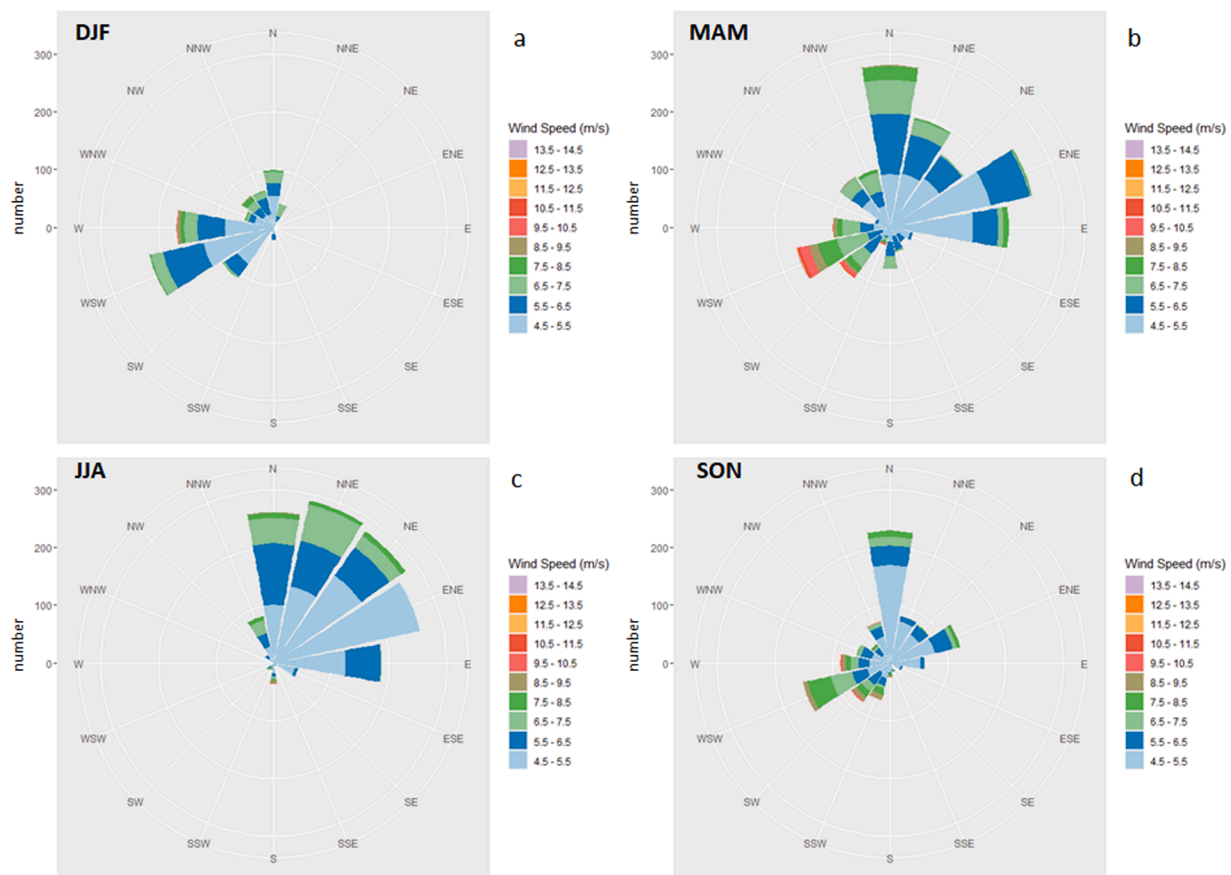 DJF
a
N
NNE
NE
ENE
E
ESE
SE
SSE
S
SSW
SW
WSW
W
WNW
NW
NNW
300
200
100
0
number
Wind Speed (m/s)
13.5 - 14.5
12.5 - 13.5
11.5 - 12.5
10.5 - 11.5
9.5 - 10.5
8.5 - 9.5
7.5 - 8.5
6.5 - 7.5
5.5 - 6.5
4.5 - 5.5
MAM
b
N
NNE
NE
ENE
E
ESE
SE
SSE
S
SSW
SW
WSW
W
WNW
NW
NNW
300
200
100
0
number
Wind Speed (m/s)
13.5 - 14.5
12.5 - 13.5
11.5 - 12.5
10.5 - 11.5
9.5 - 10.5
8.5 - 9.5
7.5 - 8.5
6.5 - 7.5
5.5 - 6.5
4.5 - 5.5
JJA
c
N
NNE
NE
ENE
E
ESE
SE
SSE
S
SSW
SW
WSW
W
WNW
NW
NNW
300
200
100
0
number
Wind Speed (m/s)
13.5 - 14.5
12.5 - 13.5
11.5 - 12.5
10.5 - 11.5
9.5 - 10.5
8.5 - 9.5
7.5 - 8.5
6.5 - 7.5
5.5 - 6.5
4.5 - 5.5
SON
d
N
NNE
NE
ENE
E
ESE
SE
SSE
S
SSW
SW
WSW
W
WNW
NW
NNW
300
200
100
0
number
Wind Speed (m/s)
13.5 - 14.5
12.5 - 13.5
11.5 - 12.5
10.5 - 11.5
9.5 - 10.5
8.5 - 9.5
7.5 - 8.5
6.5 - 7.5
5.5 - 6.5
4.5 - 5.5